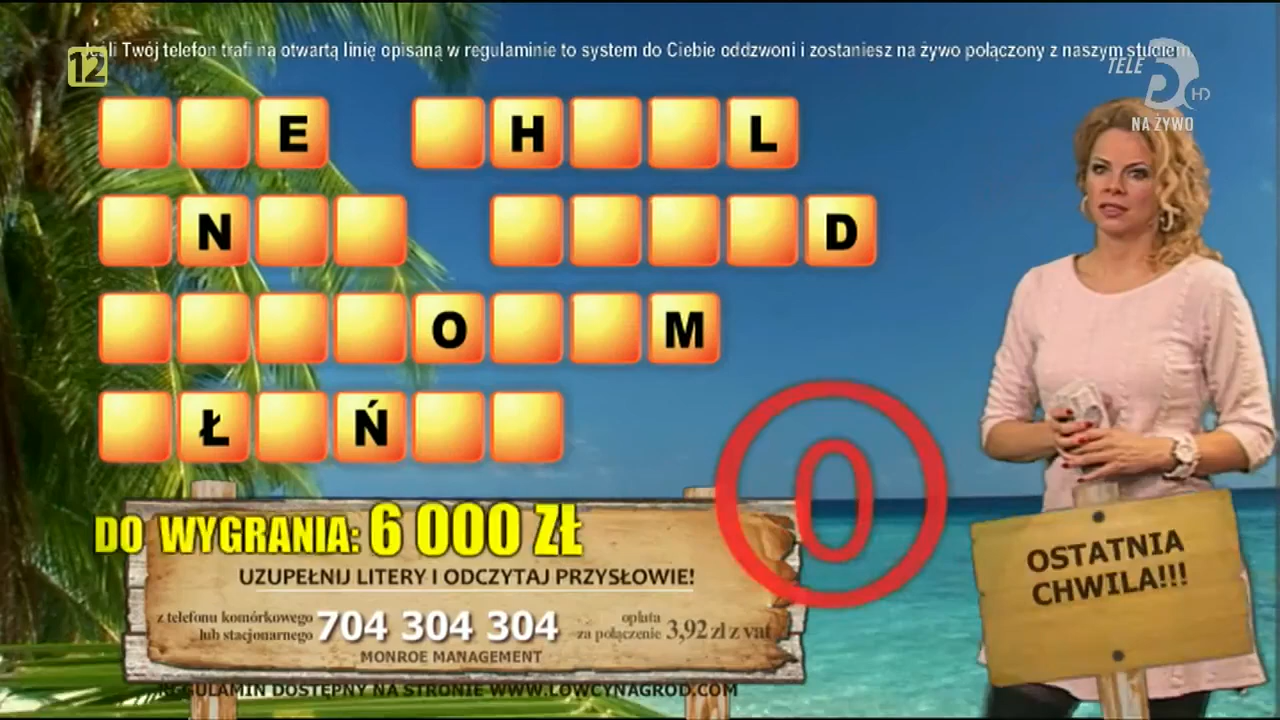 Jeśli Twój telefon trafi na otwartą linię opisaną w regulaminie to system do Ciebie oddzwoni i zostaniesz na żywo połączony z naszym studiem.
12
TELE 5 HD
NA ŻYWO
E H L
N D
O M
Ł Ń
0
DO WYGRANIA: 6 000 ZŁ
UZUPEŁNIJ LITERY I ODCZYTAJ PRZYSŁOWIE!
z telefonu komórkowego
lub stacjonarnego
704 304 304
opłata
za połączenie 3,92 zł z vat
MONROE MANAGEMENT
REGULAMIN DOSTĘPNY NA STRONIE WWW.LOWCYNAGROD.COM
OSTATNIA
CHWILA!!!